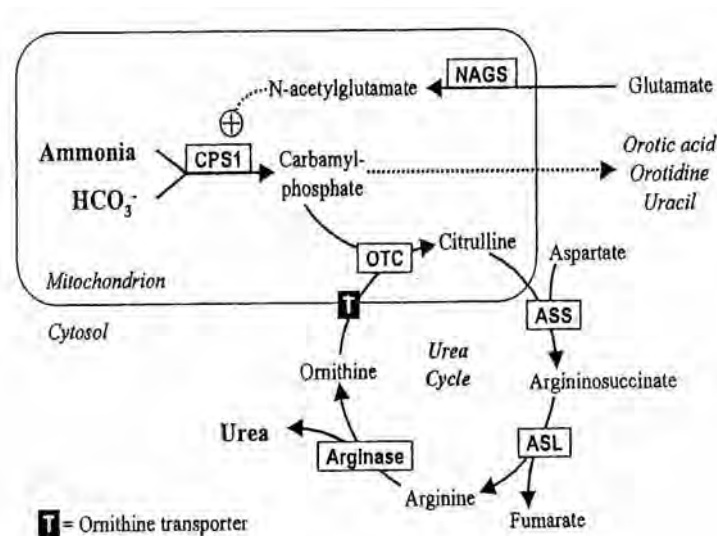 NAGS
N-acetylglutamate
Glutamate
Ammonia
HCO₃⁻
CPS1
Carbamyl-
phosphate
Orotic acid
Orotidine
Uracil
OTC
Citrulline
Aspartate
Mitochondrion
Cytosol
T
ASS
Ornithine
Urea
Cycle
Argininosuccinate
Urea
Arginase
ASL
Arginine
Fumarate
T = Ornithine transporter